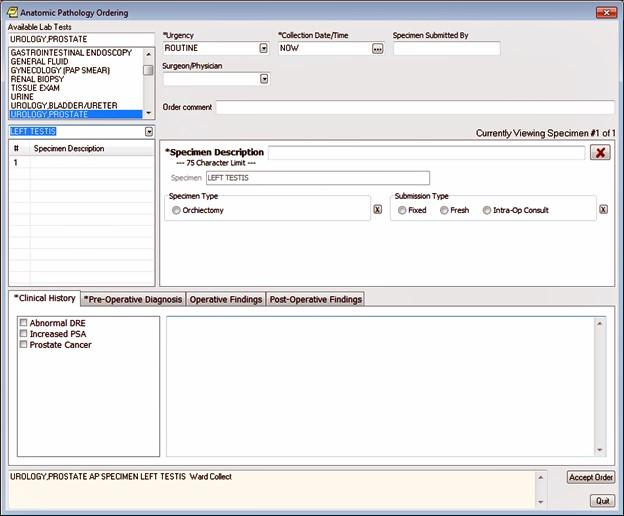 Anatomic Pathology Ordering
Available Lab Tests
UROLOGY,PROSTATE
GASTROINTESTINAL ENDOSCOPY
GENERAL FLUID
GYNECOLOGY (PAP SMEAR)
RENAL BIOPSY
TISSUE EXAM
URINE
UROLOGY,BLADDER/URETER
UROLOGY,PROSTATE
*Urgency
ROUTINE
*Collection Date/Time
NOW
...
Specimen Submitted By
Surgeon/Physician
Order comment
LEFT TESTIS
Currently Viewing Specimen #1 of 1
# Specimen Description
1
*Specimen Description
--- 75 Character Limit ---
Specimen LEFT TESTIS
Specimen Type
Orchiectomy
X
Submission Type
Fixed Fresh Intra-Op Consult
X
*Clinical History *Pre-Operative Diagnosis Operative Findings Post-Operative Findings
Abnormal DRE
Increased PSA
Prostate Cancer
UROLOGY,PROSTATE AP SPECIMEN LEFT TESTIS Ward Collect
Accept Order
Quit